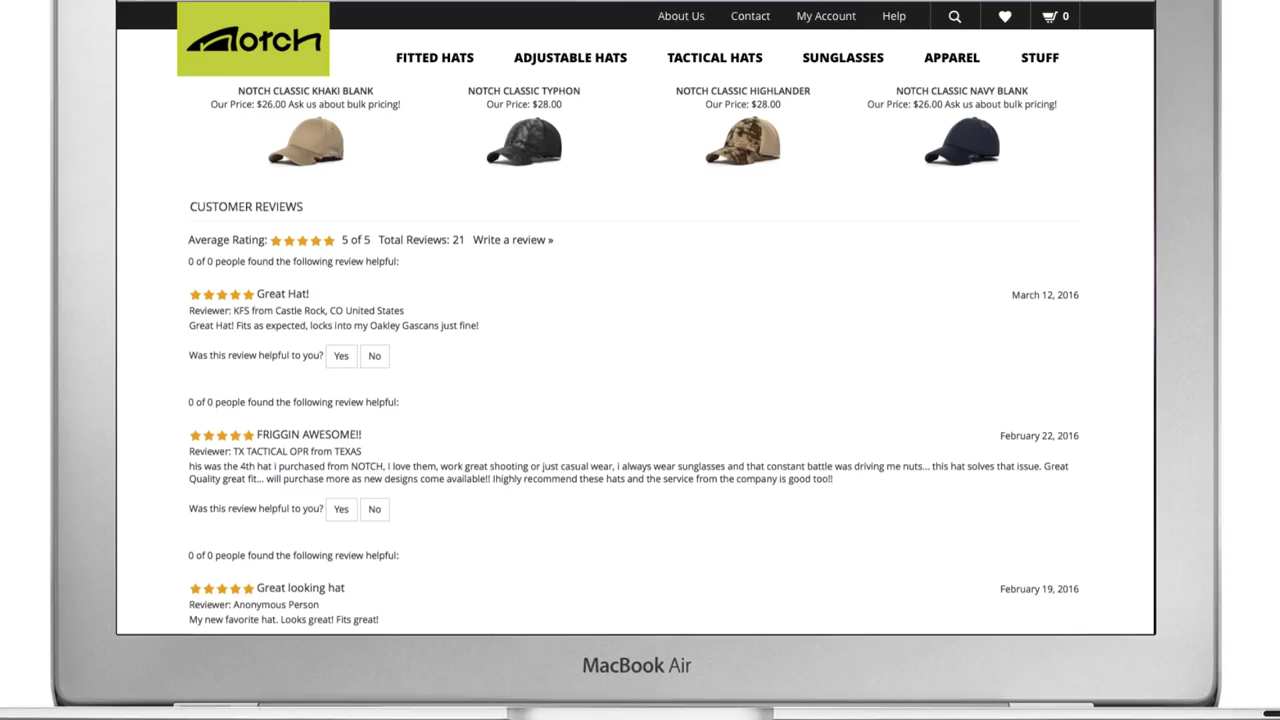 About Us Contact My Account Help 0
Notch
FITTED HATS ADJUSTABLE HATS TACTICAL HATS SUNGLASSES APPAREL STUFF
NOTCH CLASSIC KHAKI BLANK NOTCH CLASSIC TYPHON NOTCH CLASSIC HIGHLANDER NOTCH CLASSIC NAVY BLANK
Our Price: $26.00 Ask us about bulk pricing! Our Price: $28.00 Our Price: $28.00 Our Price: $26.00 Ask us about bulk pricing!
CUSTOMER REVIEWS
Average Rating: 5 of 5 Total Reviews: 21 Write a review »
0 of 0 people found the following review helpful:
Great Hat! March 12, 2016
Reviewer: KFS from Castle Rock, CO United States
Great Hat! Fits as expected, locks into my Oakley Gascans just fine!
Was this review helpful to you? Yes No
0 of 0 people found the following review helpful:
FRIGGIN AWESOME!! February 22, 2016
Reviewer: TX TACTICAL OPR from TEXAS
his was the 4th hat i purchased from NOTCH, I love them, work great shooting or just casual wear, i always wear sunglasses and that constant battle was driving me nuts... this hat solves that issue. Great
Quality great fit... will purchase more as new designs come available!! Ihighly recommend these hats and the service from the company is good too!!
Was this review helpful to you? Yes No
0 of 0 people found the following review helpful:
Great looking hat February 19, 2016
Reviewer: Anonymous Person
My new favorite hat. Looks great! Fits great!
MacBook Air